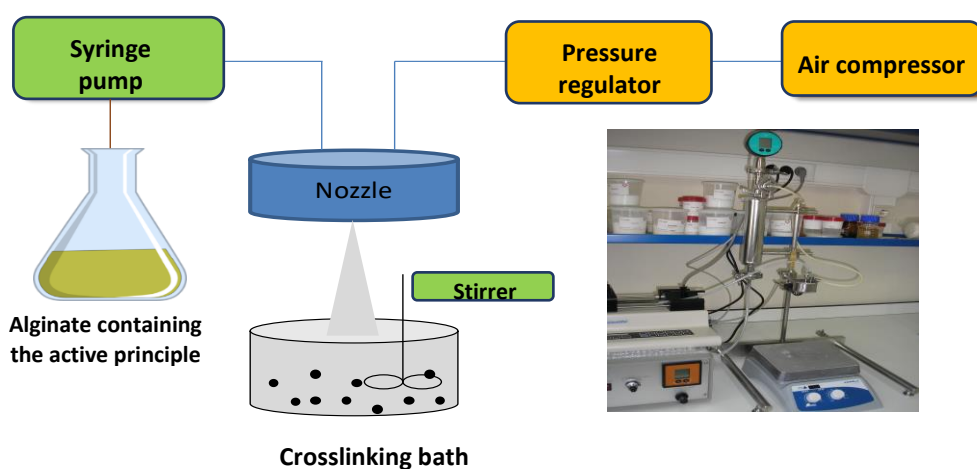 Syringe
pump
Pressure
regulator
Air compressor
Nozzle
Stirrer
Alginate containing
the active principle
Crosslinking bath